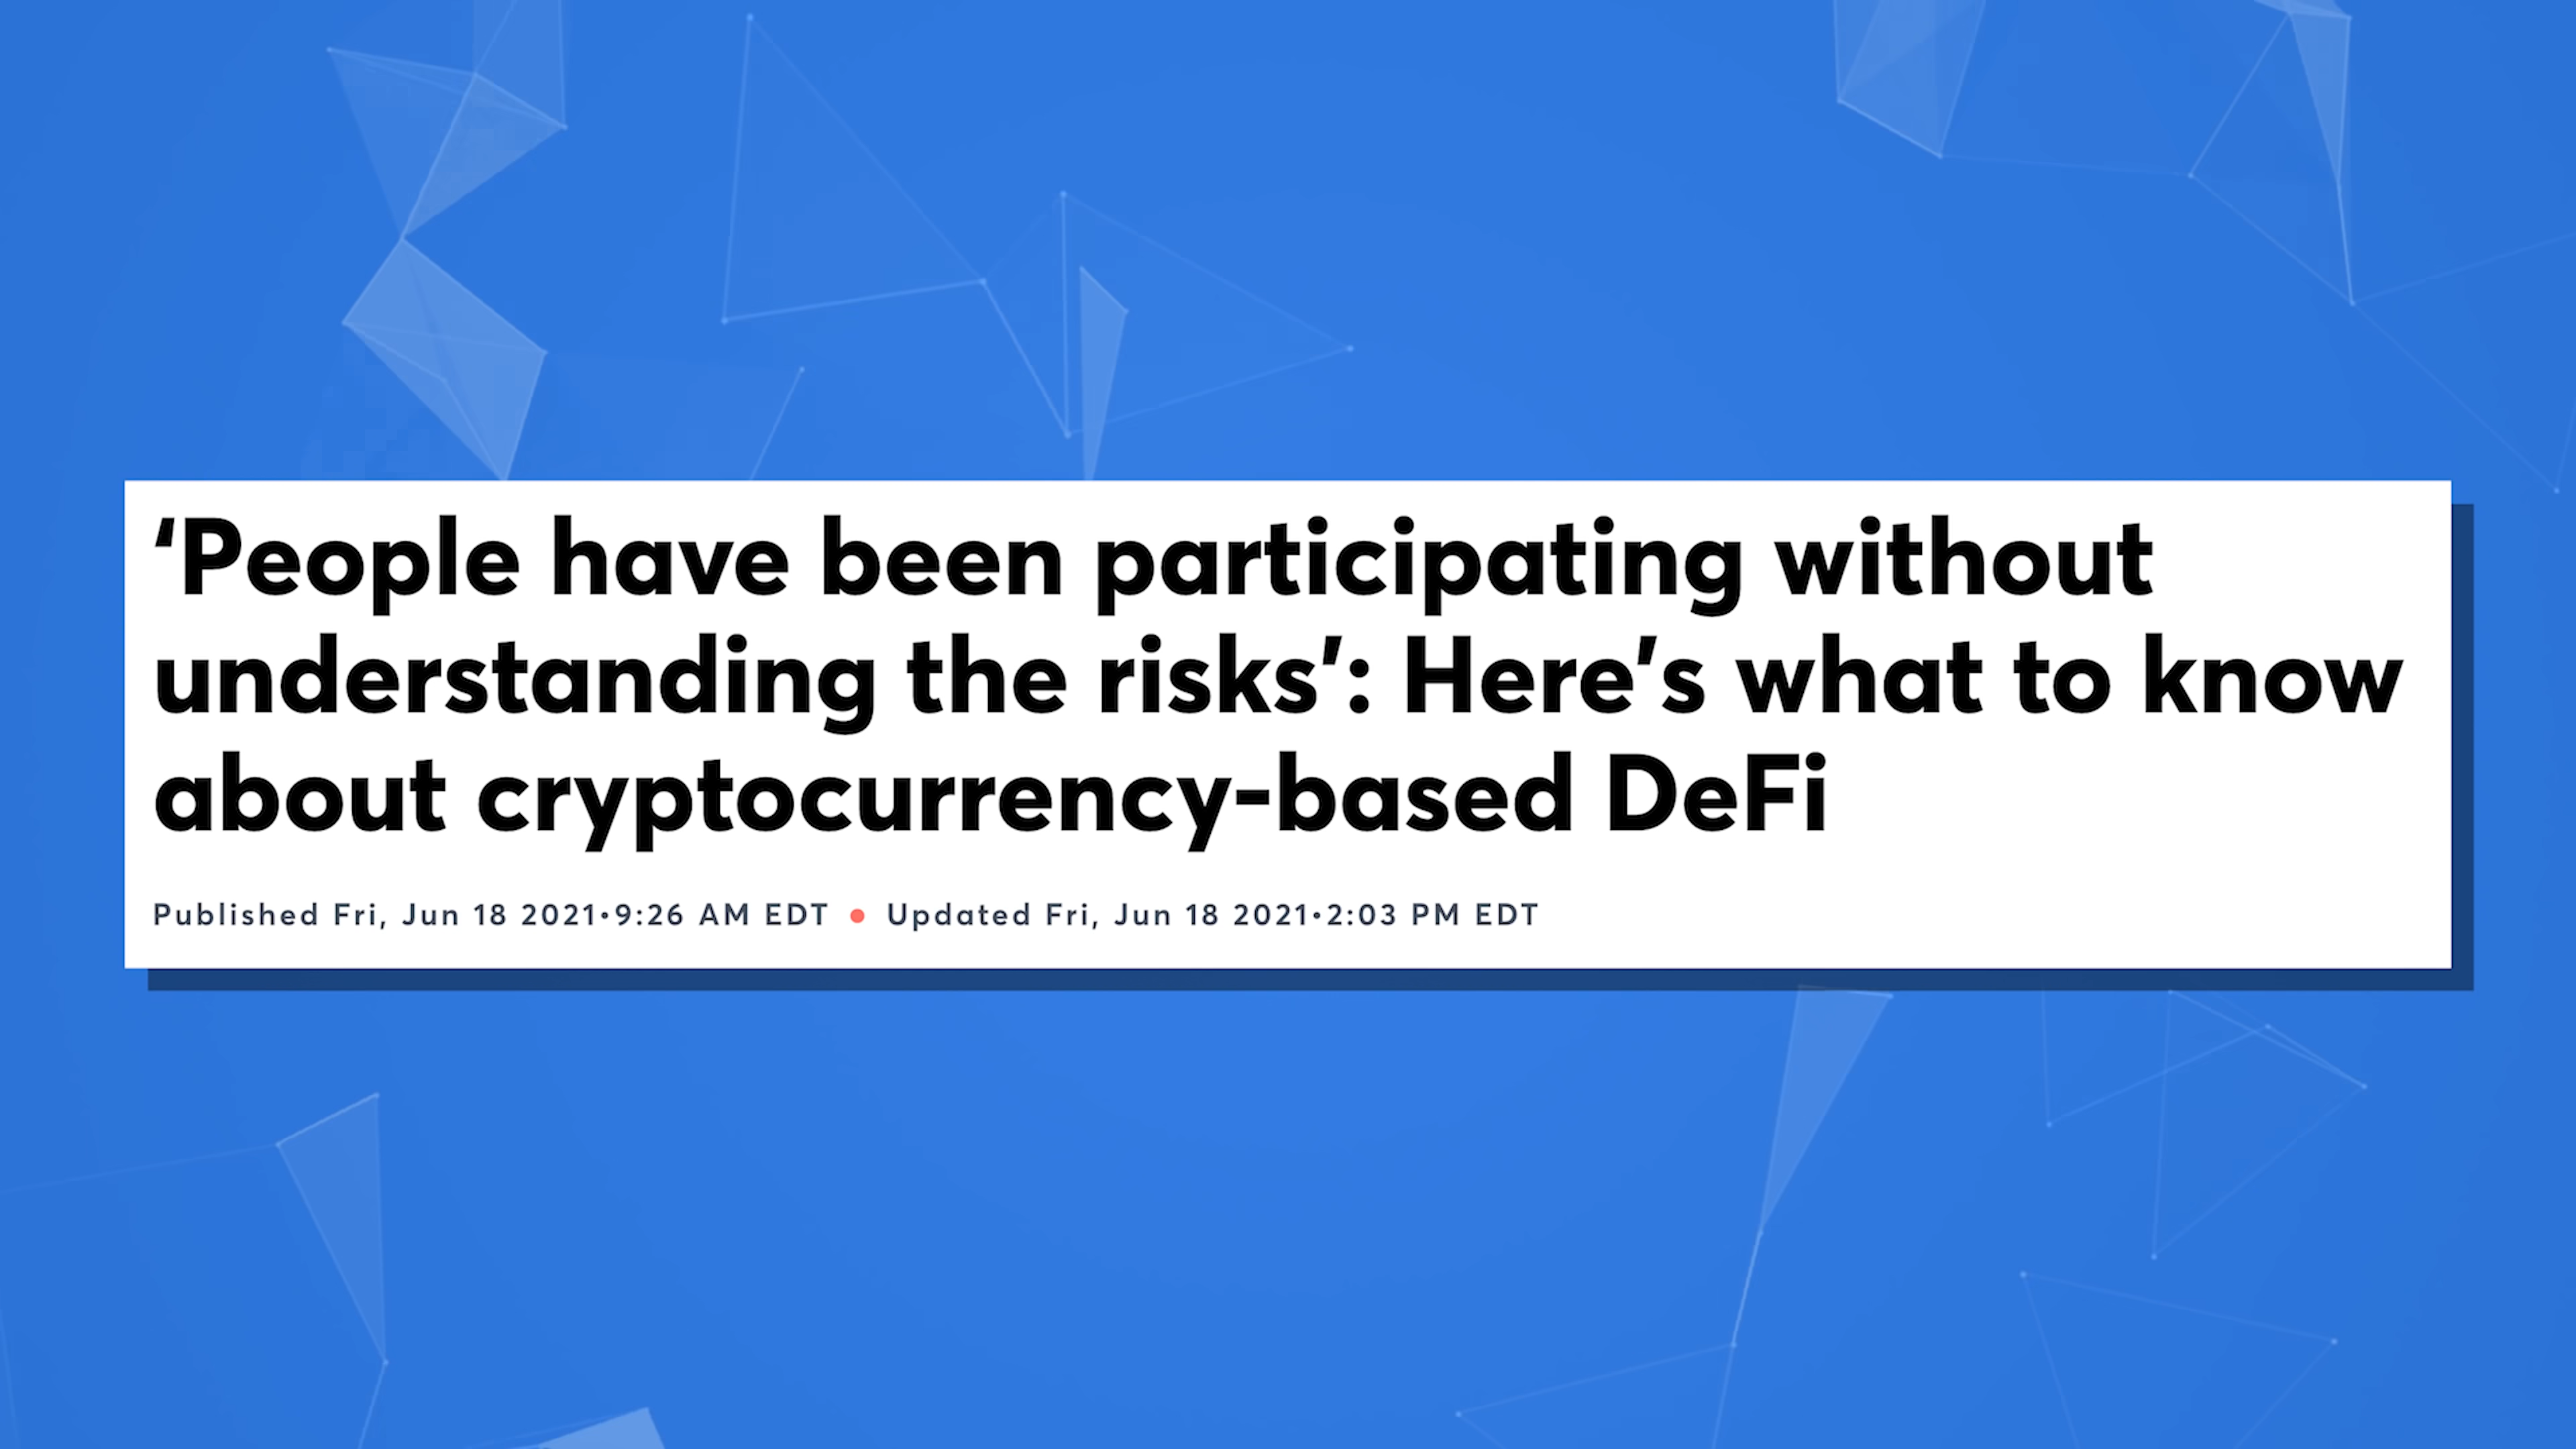 ‘People have been participating without
understanding the risks’: Here’s what to know
about cryptocurrency-based DeFi
Published Fri, Jun 18 2021•9:26 AM EDT • Updated Fri, Jun 18 2021•2:03 PM EDT